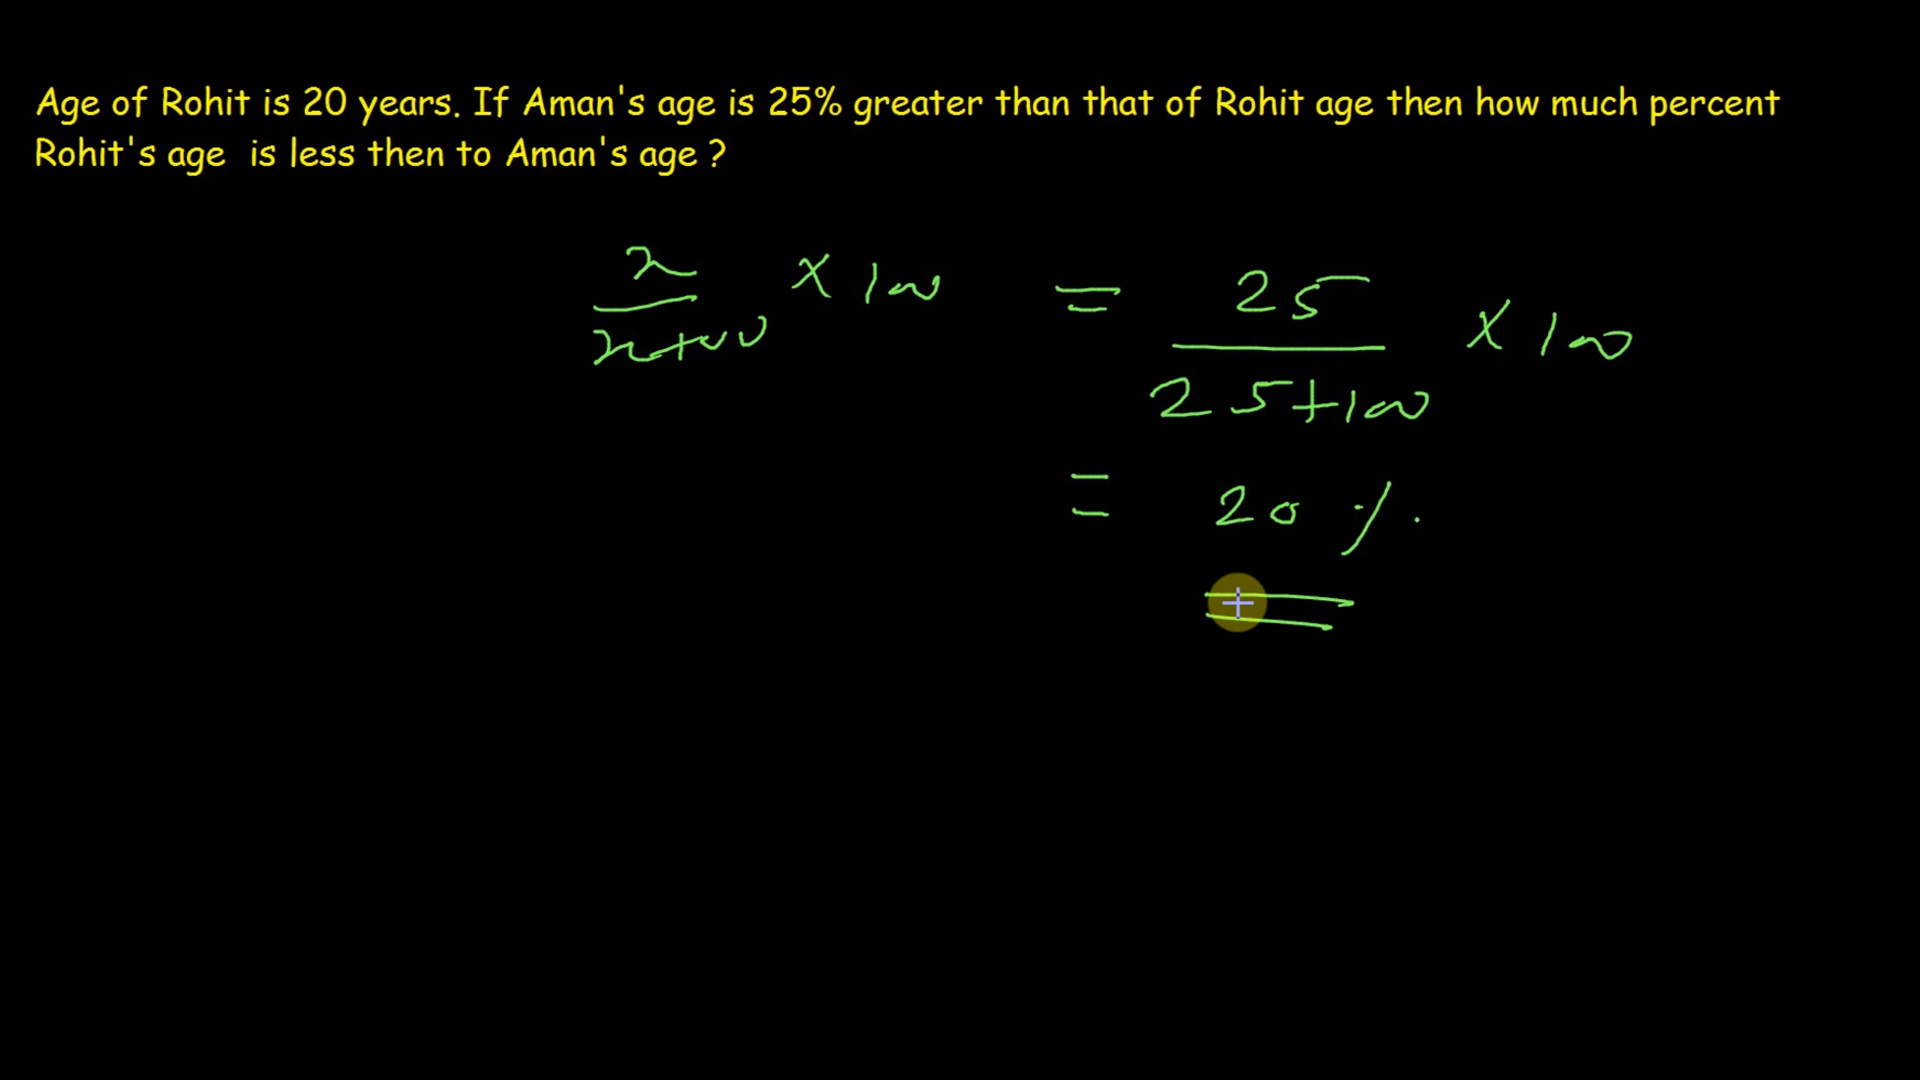 Age of Rohit is 20 years. If Aman's age is 25% greater than that of Rohit age then how much percent
Rohit's age is less then to Aman's age ?
x/x+100 × 100 = 25/25+100 × 100
= 20 %.